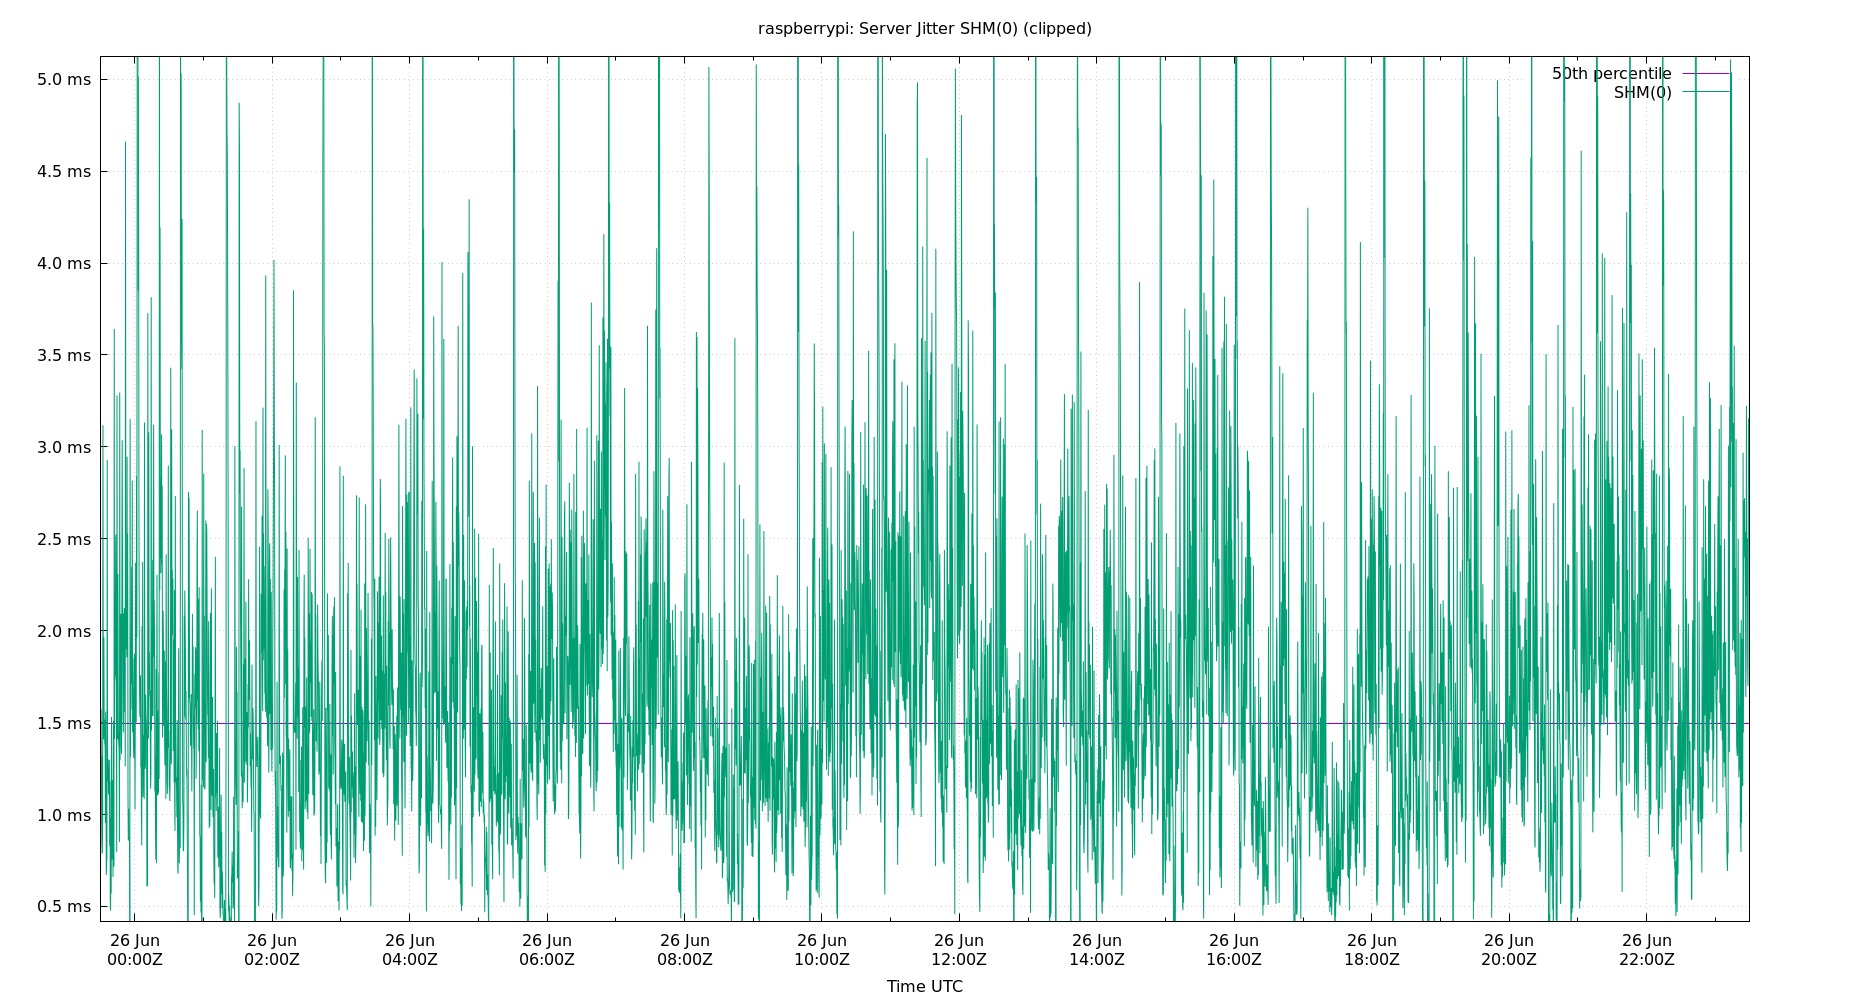 raspberrypi: Server Jitter SHM(0) (clipped)
5.0 ms
4.5 ms
4.0 ms
3.5 ms
3.0 ms
2.5 ms
2.0 ms
1.5 ms
1.0 ms
0.5 ms
50th percentile
SHM(0)
26 Jun 26 Jun 26 Jun 26 Jun 26 Jun 26 Jun 26 Jun 26 Jun 26 Jun 26 Jun 26 Jun 26 Jun
00:00Z 02:00Z 04:00Z 06:00Z 08:00Z 10:00Z 12:00Z 14:00Z 16:00Z 18:00Z 20:00Z 22:00Z
Time UTC